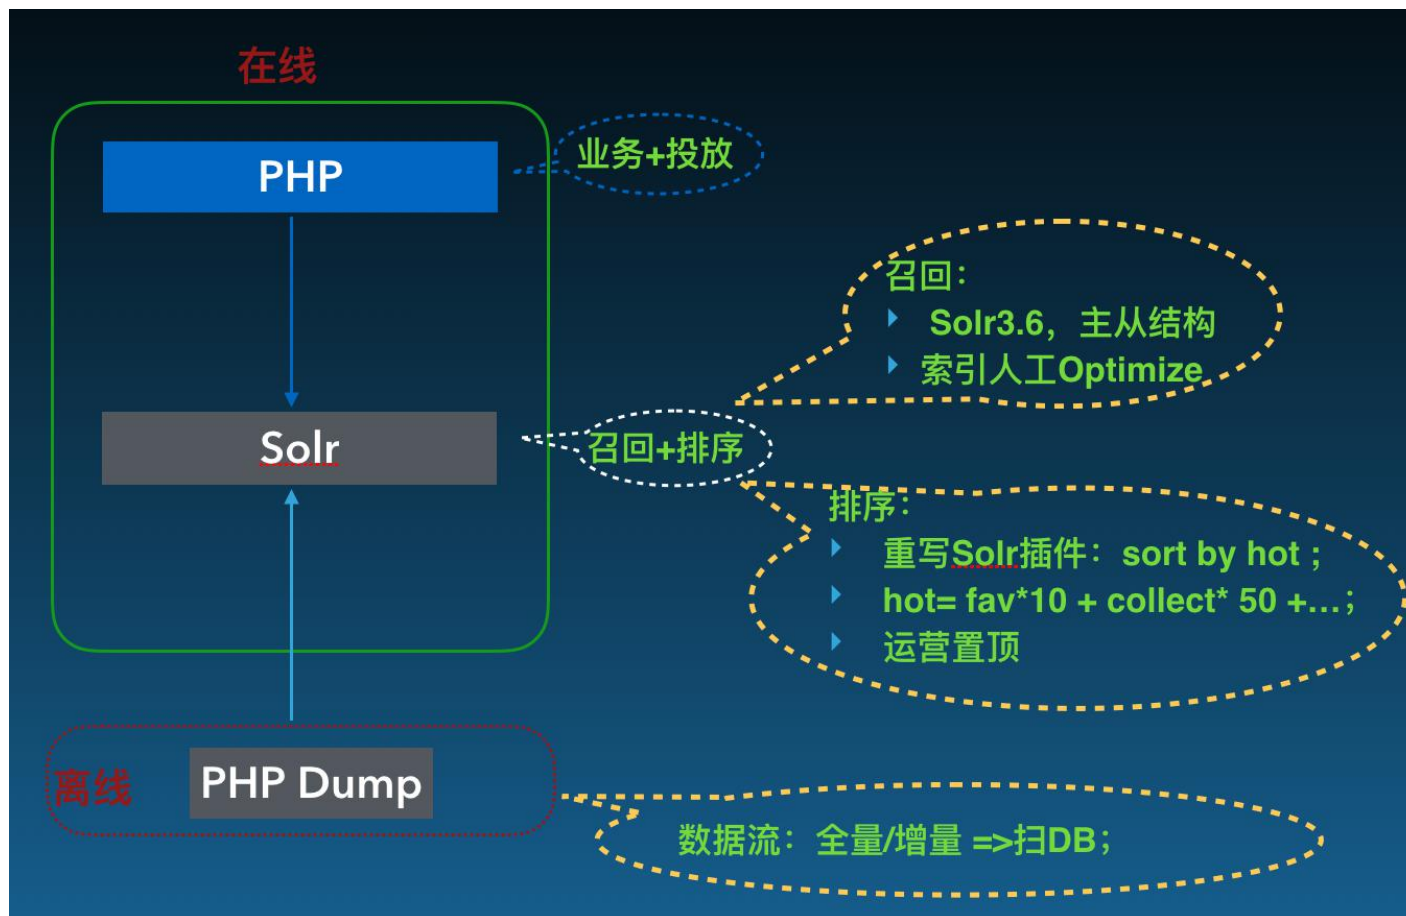 在线
PHP
业务+投放
召回：
Solr3.6，主从结构
索引人工Optimize
Solr
召回+排序
排序：
重写Solr插件：sort by hot ;
hot= fav*10 + collect* 50 +...；
运营置顶
离线
PHP Dump
数据流：全量/增量 =>扫DB；